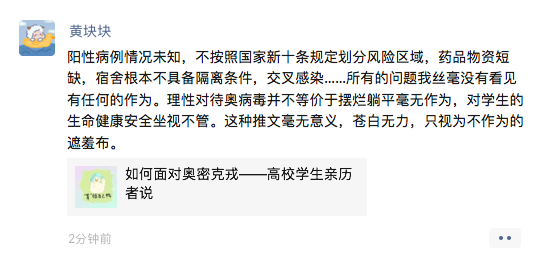 黄块块
阳性病例情况未知，不按照国家新十条规定划分风险区域，药品物资短
缺，宿舍根本不具备隔离条件，交叉感染......所有的问题我丝毫没有看见
有任何的作为。理性对待奥病毒并不等价于摆烂躺平毫无作为，对学生的
生命健康安全坐视不管。这种推文毫无意义，苍白无力，只视为不作为的
遮羞布。
如何面对奥密克戎——高校学生亲历
者说
2分钟前